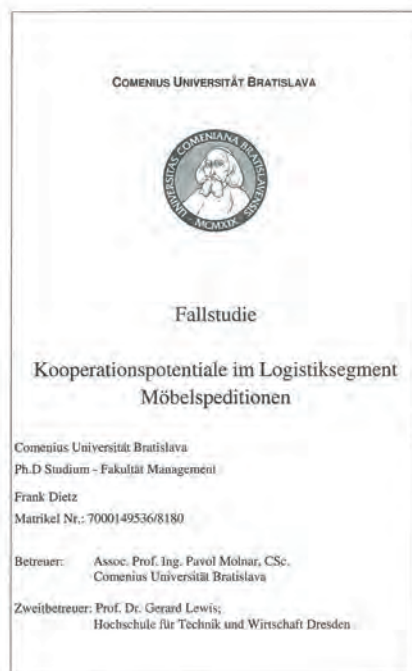 COMENIUS UNIVERSITÄT BRATISLAVA
UNIVERSITAS COMENIANA BRATISLAVENSIS
MCMXIX
Fallstudie
Kooperationspotentiale im Logistiksegment
Möbelspeditionen
Comenius Universität Bratislava
Ph.D Studium - Fakultät Management
Frank Dietz
Matrikel Nr.: 7000149536/8180
Betreuer: Assoc. Prof. Ing. Pavol Molnar, CSc.
Comenius Universität Bratislava
Zweitbetreuer: Prof. Dr. Gerard Lewis;
Hochschule für Technik und Wirtschaft Dresden